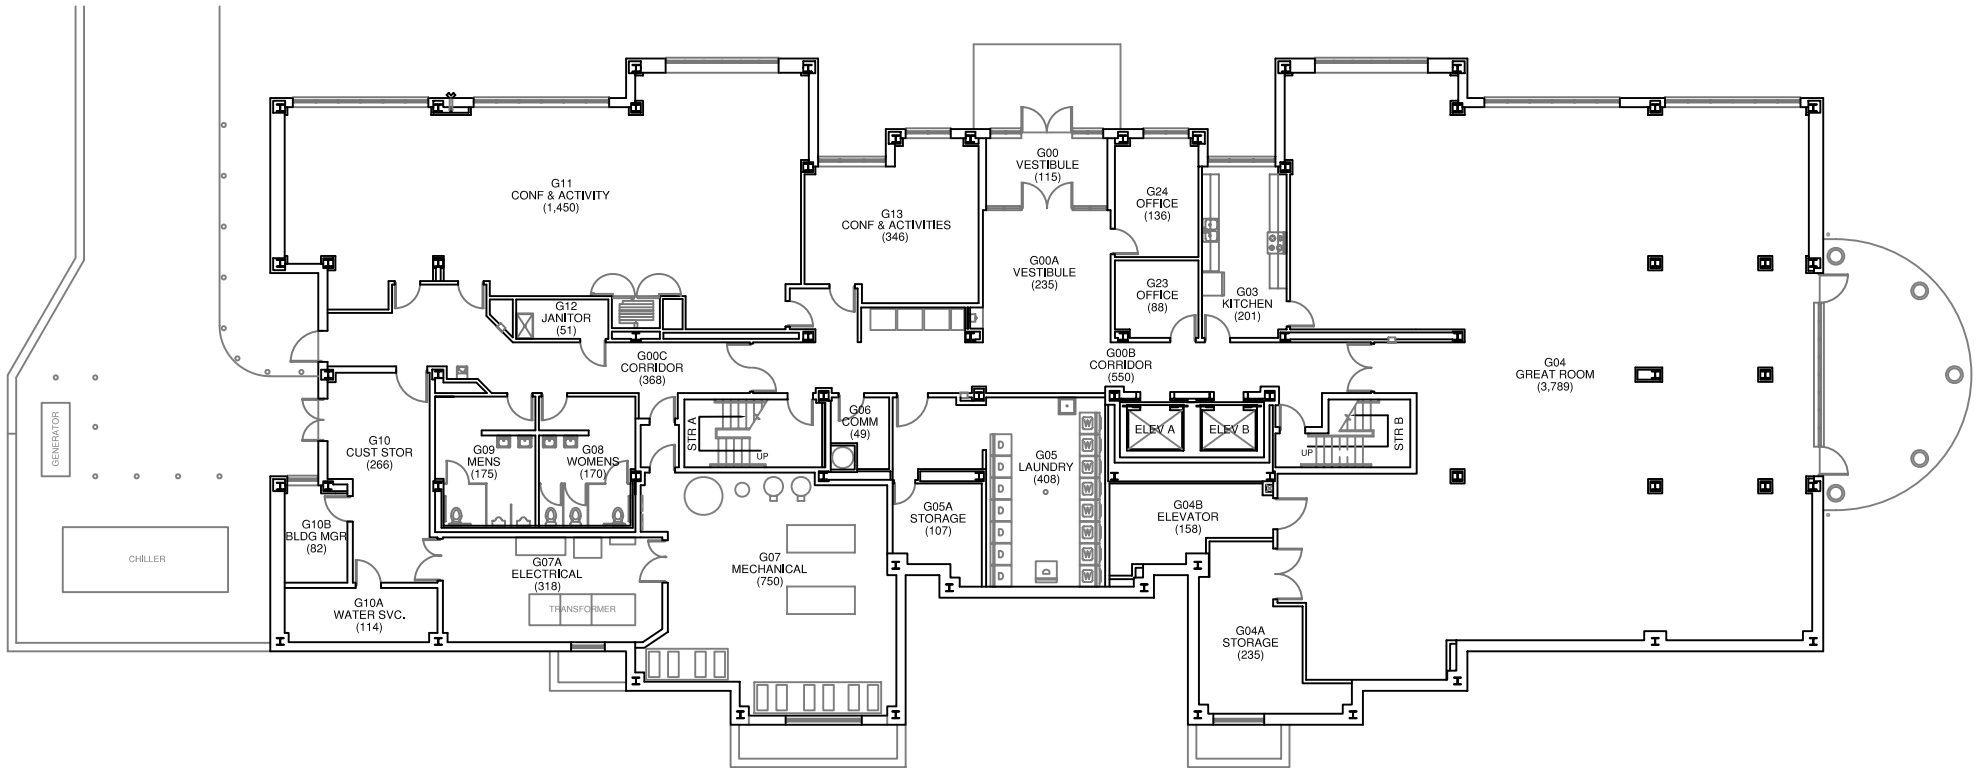 G11
CONF & ACTIVITY
(1,450)
G13
CONF & ACTIVITIES
(346)
G00
VESTIBULE
(115)
G00A
VESTIBULE
(235)
G24
OFFICE
(136)
G23
OFFICE
(88)
G03
KITCHEN
(201)
G12
JANITOR
(51)
G00C
CORRIDOR
(368)
G00B
CORRIDOR
(550)
G04
GREAT ROOM
(3,789)
GENERATOR
CHILLER
G10
CUST STOR
(266)
G09
MENS
(175)
G08
WOMENS
(170)
STR A
UP
G06
COMM
(49)
G05
LAUNDRY
(408)
D
D
D
D
D
D
D
D
W
W
W
W
W
W
W
W
ELEV A
ELEV B
UP
STR B
G10B
BLDG MGR
(82)
G10A
WATER SVC.
(114)
G07A
ELECTRICAL
(318)
TRANSFORMER
G07
MECHANICAL
(750)
G05A
STORAGE
(107)
G04B
ELEVATOR
(158)
G04A
STORAGE
(235)